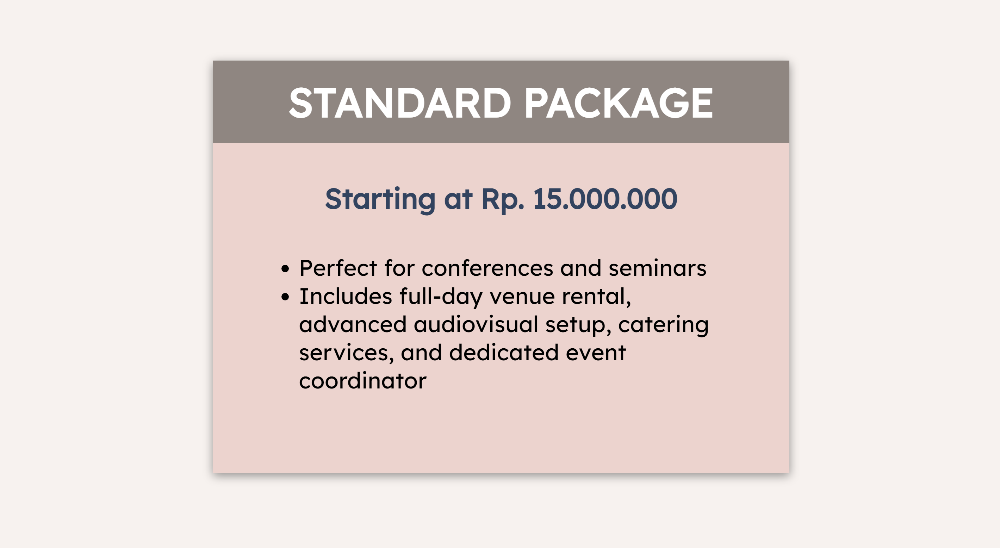 STANDARD PACKAGE
Starting at Rp. 15.000.000
• Perfect for conferences and seminars
• Includes full-day venue rental,
advanced audiovisual setup, catering
services, and dedicated event
coordinator